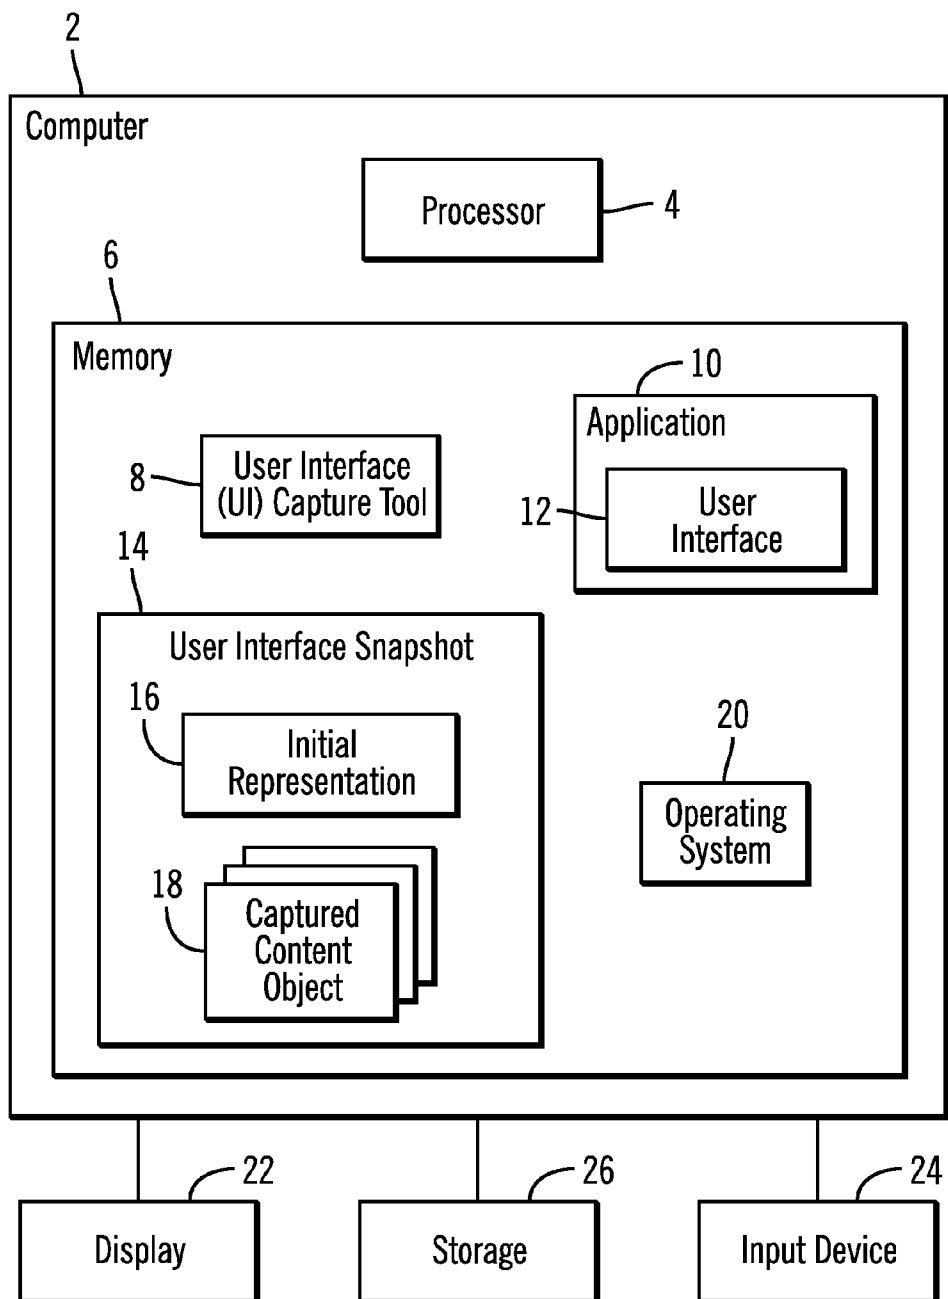 2
Computer
Processor
4
6
Memory
10
Application
8
User Interface
(UI) Capture Tool
12
User
Interface
14
User Interface Snapshot
16
Initial
Representation
20
Operating
System
18
Captured
Content
Object
22
26
24
Display
Storage
Input Device